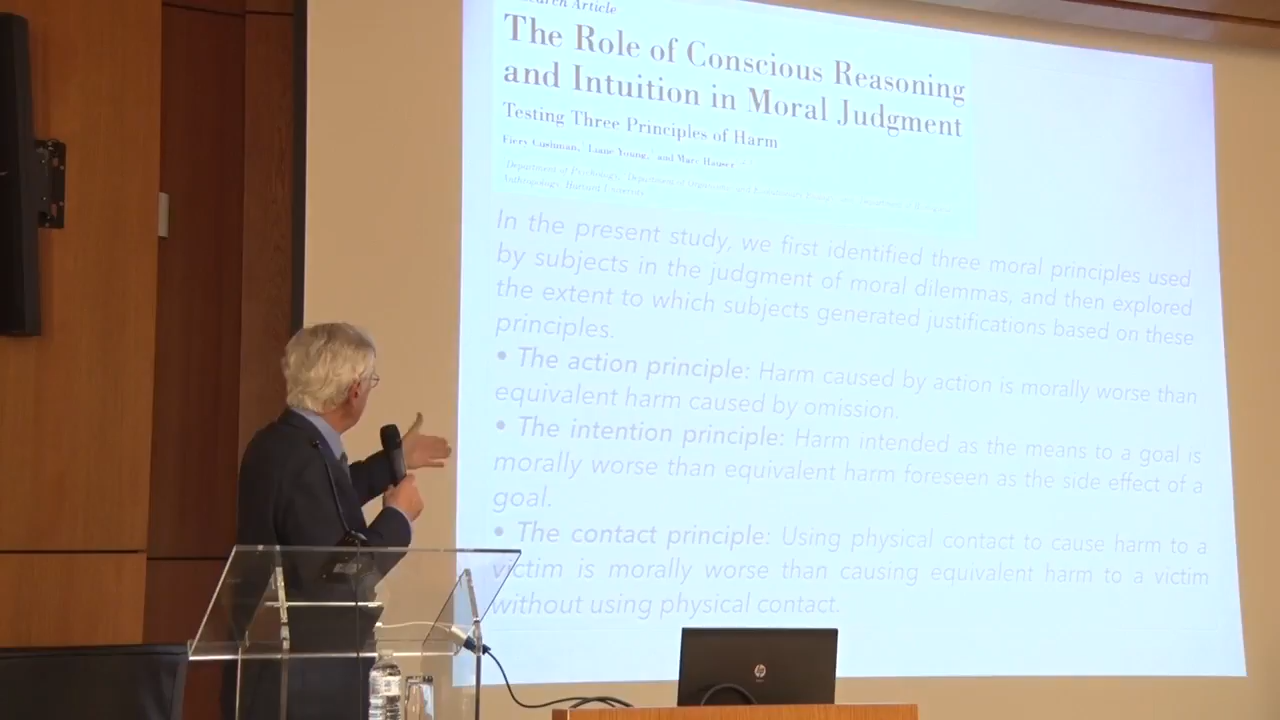 Research Article
The Role of Conscious Reasoning
and Intuition in Moral Judgment
Testing Three Principles of Harm
Fiery Cushman, Liane Young, and Marc Hauser
Anthropology, Harvard University
In the present study, we first identified three moral principles used
by subjects in the judgment of moral dilemmas, and then explored
the extent to which subjects generated justifications based on these
principles.
• The action principle: Harm caused by action is morally worse than
equivalent harm caused by omission.
• The intention principle: Harm intended as the means to a goal is
morally worse than equivalent harm foreseen as the side effect of a
goal.
• The contact principle: Using physical contact to cause harm to a
victim is morally worse than causing equivalent harm to a victim
without using physical contact.
hp